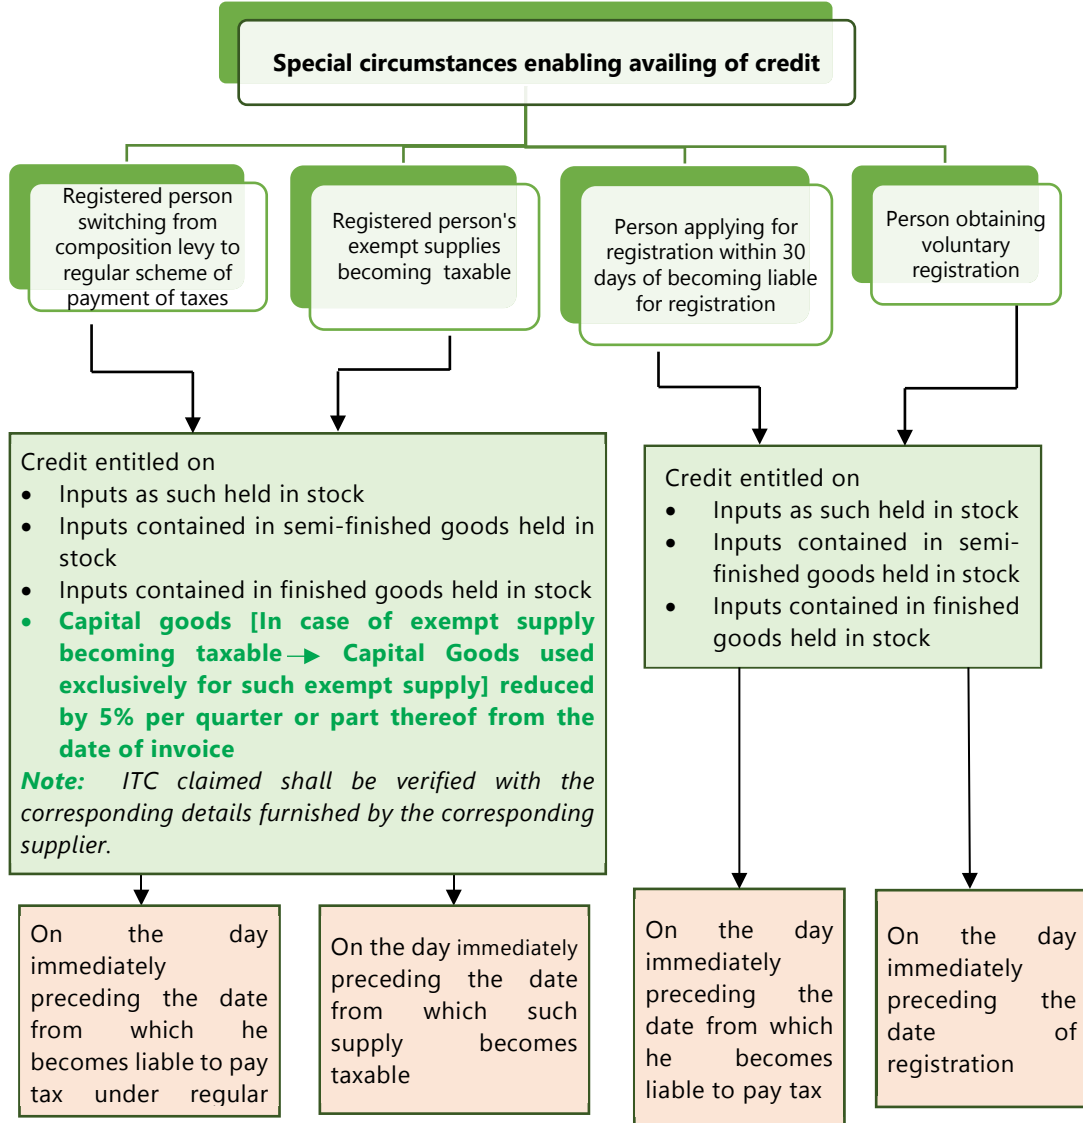 Special circumstances enabling availing of credit
Registered person
switching from
composition levy to
regular scheme of
payment of taxes
Registered person's
exempt supplies
becoming taxable
Person applying for
registration within 30
days of becoming liable
for registration
Person obtaining
voluntary
registration
Credit entitled on
• Inputs as such held in stock
• Inputs contained in semi-finished goods held in
stock
• Inputs contained in finished goods held in stock
• Capital goods [In case of exempt supply
becoming taxable → Capital Goods used
exclusively for such exempt supply] reduced
by 5% per quarter or part thereof from the
date of invoice
Note: ITC claimed shall be verified with the
corresponding details furnished by the corresponding
supplier.
Credit entitled on
• Inputs as such held in stock
• Inputs contained in semi-
finished goods held in stock
• Inputs contained in finished
goods held in stock
On the day
immediately
preceding the date
from which he
becomes liable to pay
tax under regular
On the day immediately
preceding the date
from which such
supply becomes
taxable
On the day
immediately
preceding the
date from which
he becomes
liable to pay tax
On the day
immediately
preceding the
date of
registration